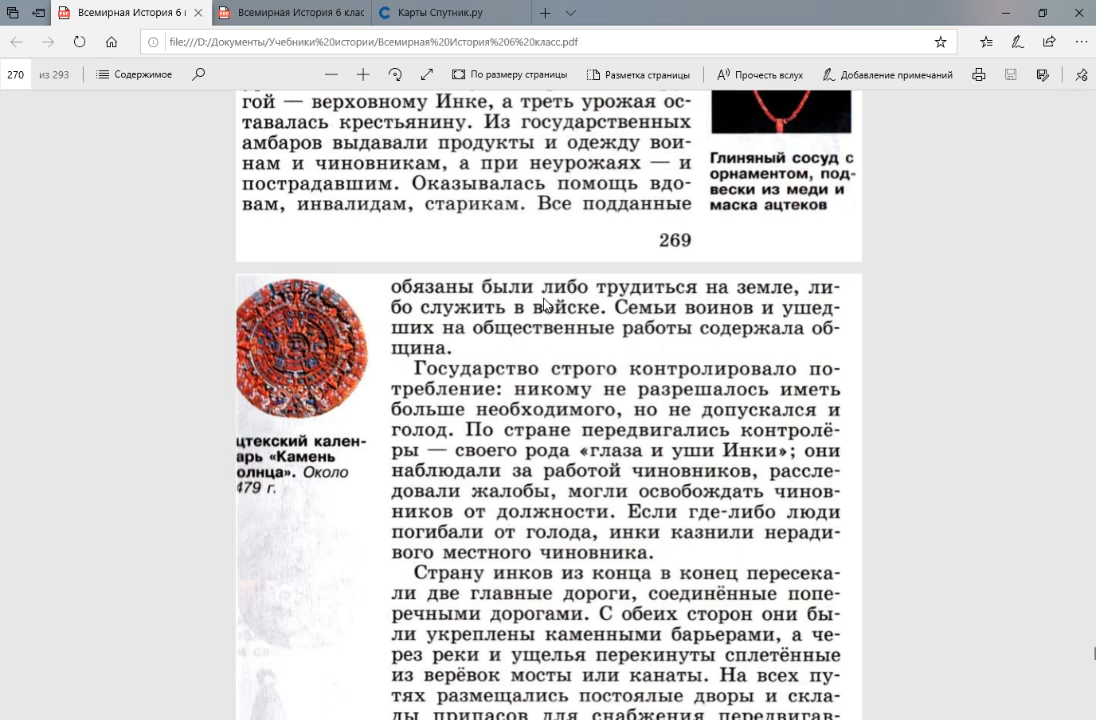 Всемирная История 6 к
Всемирная История 6 клас
Карты Спутник.ру
file:///D:/Документы/Учебники%20истории/Всемирная%20История%206%20класс.pdf
270 из 293 Содержимое По размеру страницы Разметка страницы Прочесть вслух Добавление примечаний
гой — верховному Инке, а треть урожая ос-
тавалась крестьянину. Из государственных
амбаров выдавали продукты и одежду вои-
нам и чиновникам, а при неурожаях — и
пострадавшим. Оказывалась помощь вдо-
вам, инвалидам, старикам. Все подданные
Глиняный сосуд с
орнаментом, под-
вески из меди и
маска ацтеков
269
обязаны были либо трудиться на земле, ли-
бо служить в войске. Семьи воинов и ушед-
ших на общественные работы содержала об-
щина.
Государство строго контролировало по-
требление: никому не разрешалось иметь
больше необходимого, но не допускался и
голод. По стране передвигались контролё-
ры — своего рода «глаза и уши Инки»; они
наблюдали за работой чиновников, рассле-
довали жалобы, могли освобождать чинов-
ников от должности. Если где-либо люди
погибали от голода, инки казнили неради-
вого местного чиновника.
Страну инков из конца в конец пересека-
ли две главные дороги, соединённые попе-
речными дорогами. С обеих сторон они бы-
ли укреплены каменными барьерами, а че-
рез реки и ущелья перекинуты сплетённые
из верёвок мосты или канаты. На всех пу-
тях размещались постоялые дворы и скла-
ды припасов для снабжения передвигав-
цтекский кален-
арь «Камень
олнца». Около
479 г.